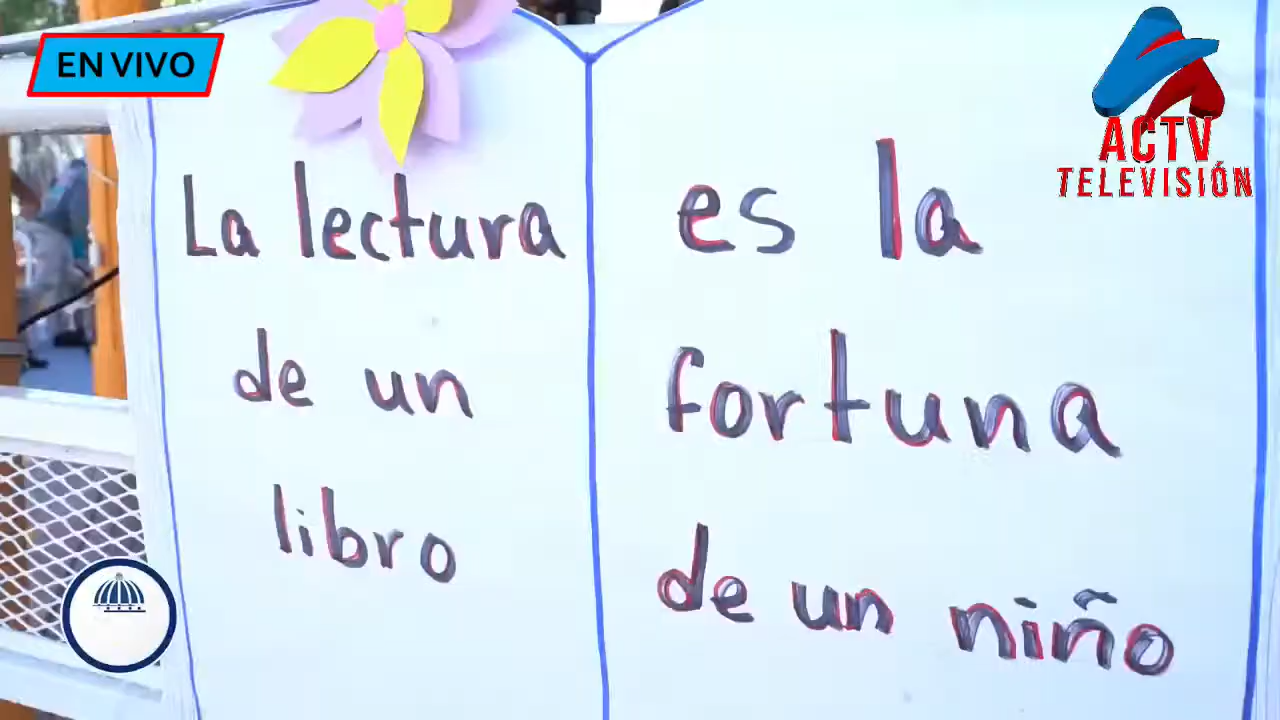 EN VIVO
ACTV
TELEVISIÓN
La lectura
de un
libro
es la
fortuna
de un niño